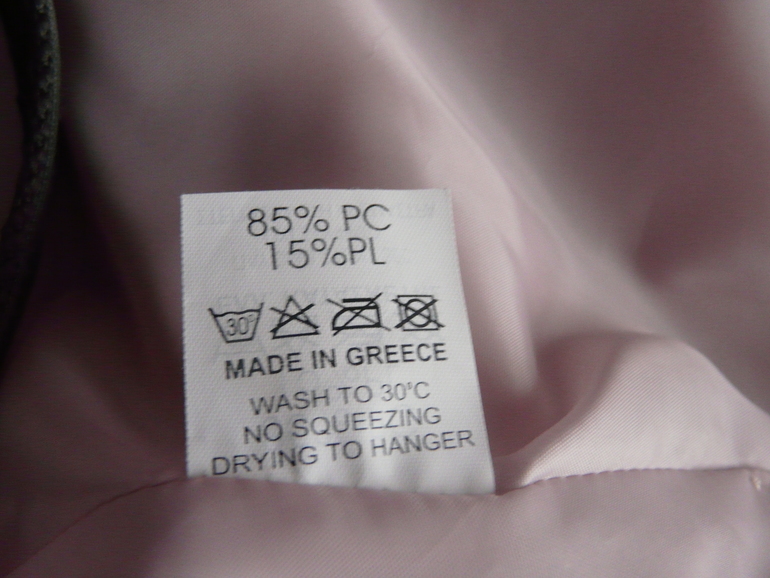 85% PC
15%PL
30°
MADE IN GREECE
WASH TO 30°C
NO SQUEEZING
DRYING TO HANGER